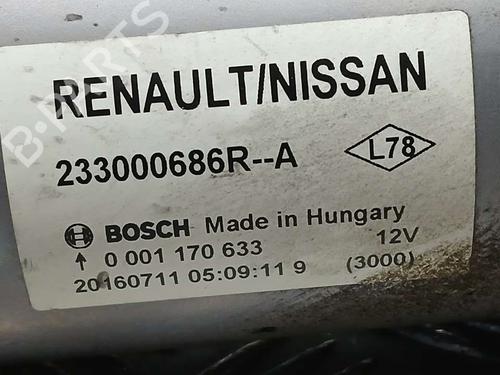 B-PARTS
RENAULT/NISSAN
233000686R--A
L78
BOSCH Made in Hungary
0 001 170 633 12V
20160711 05:09:11 9 (3000)